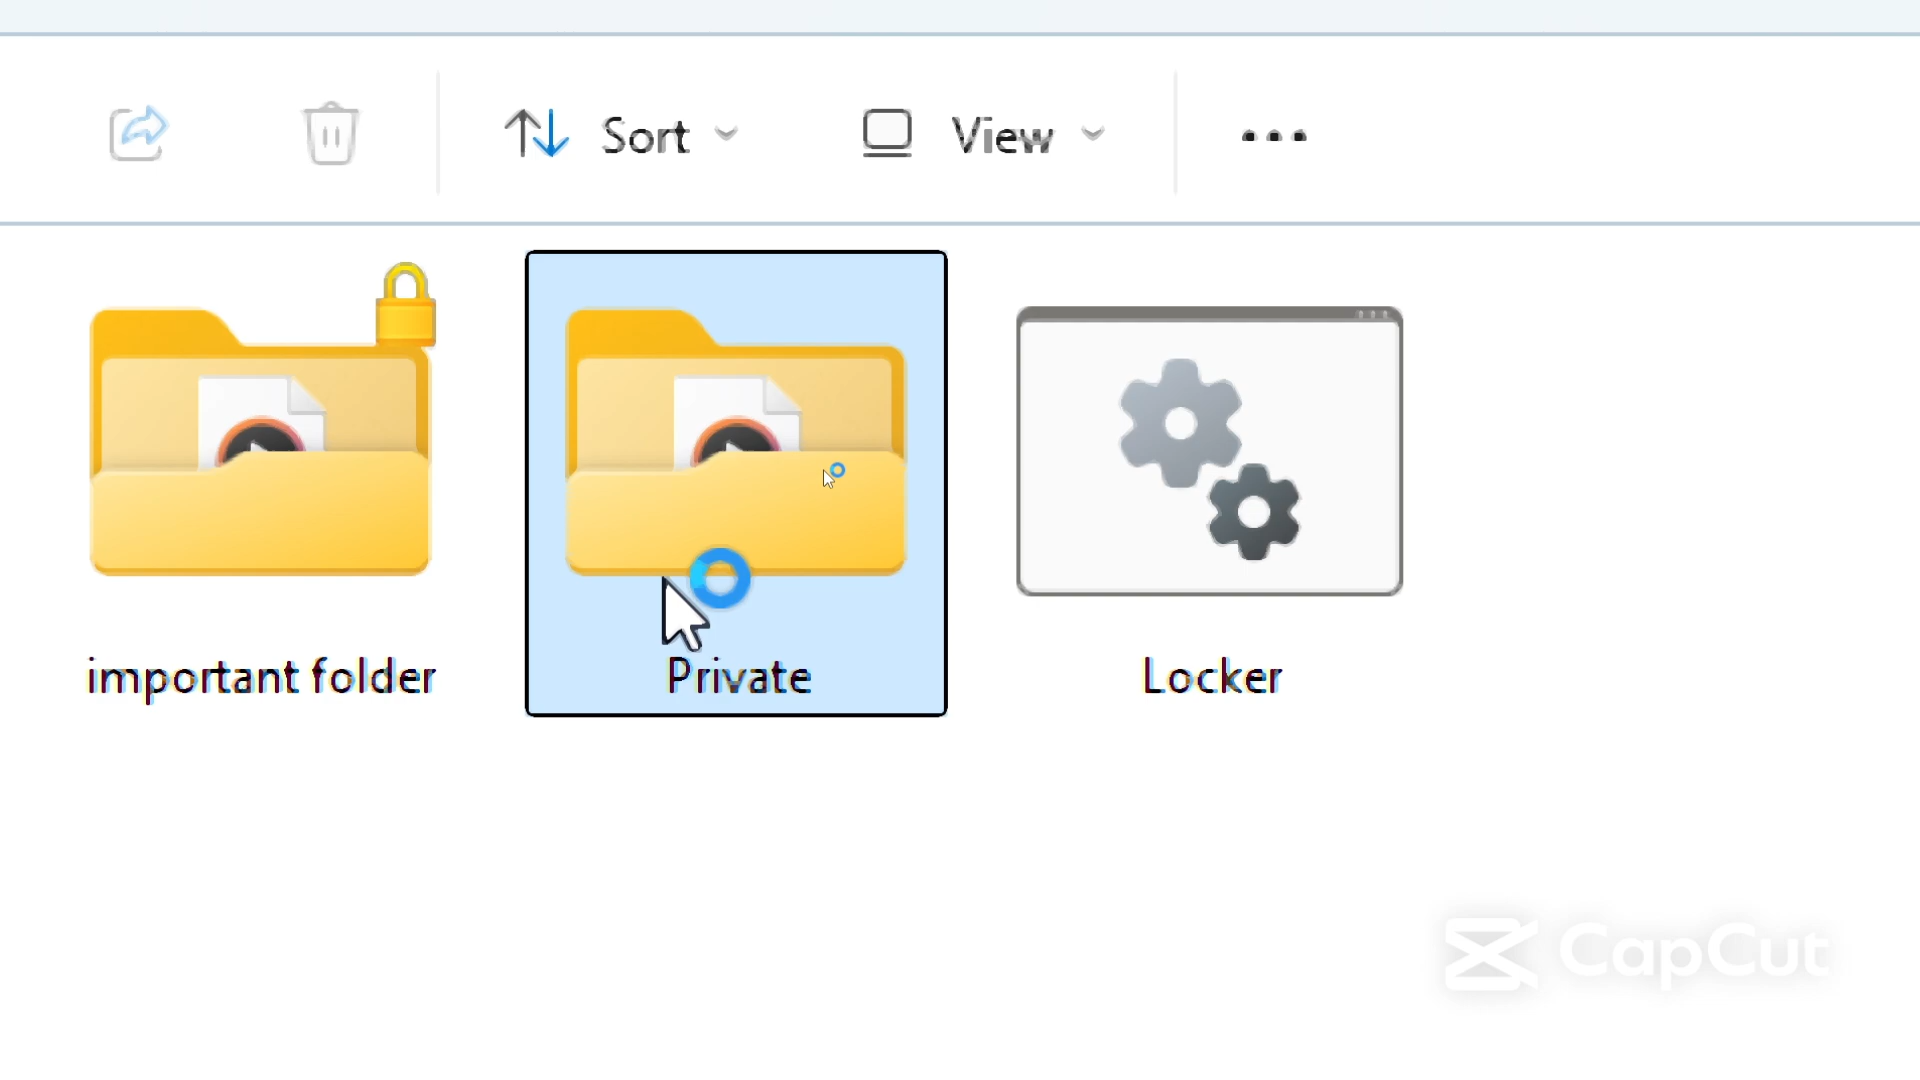 Sort
View
important folder
Private
Locker
CapCut